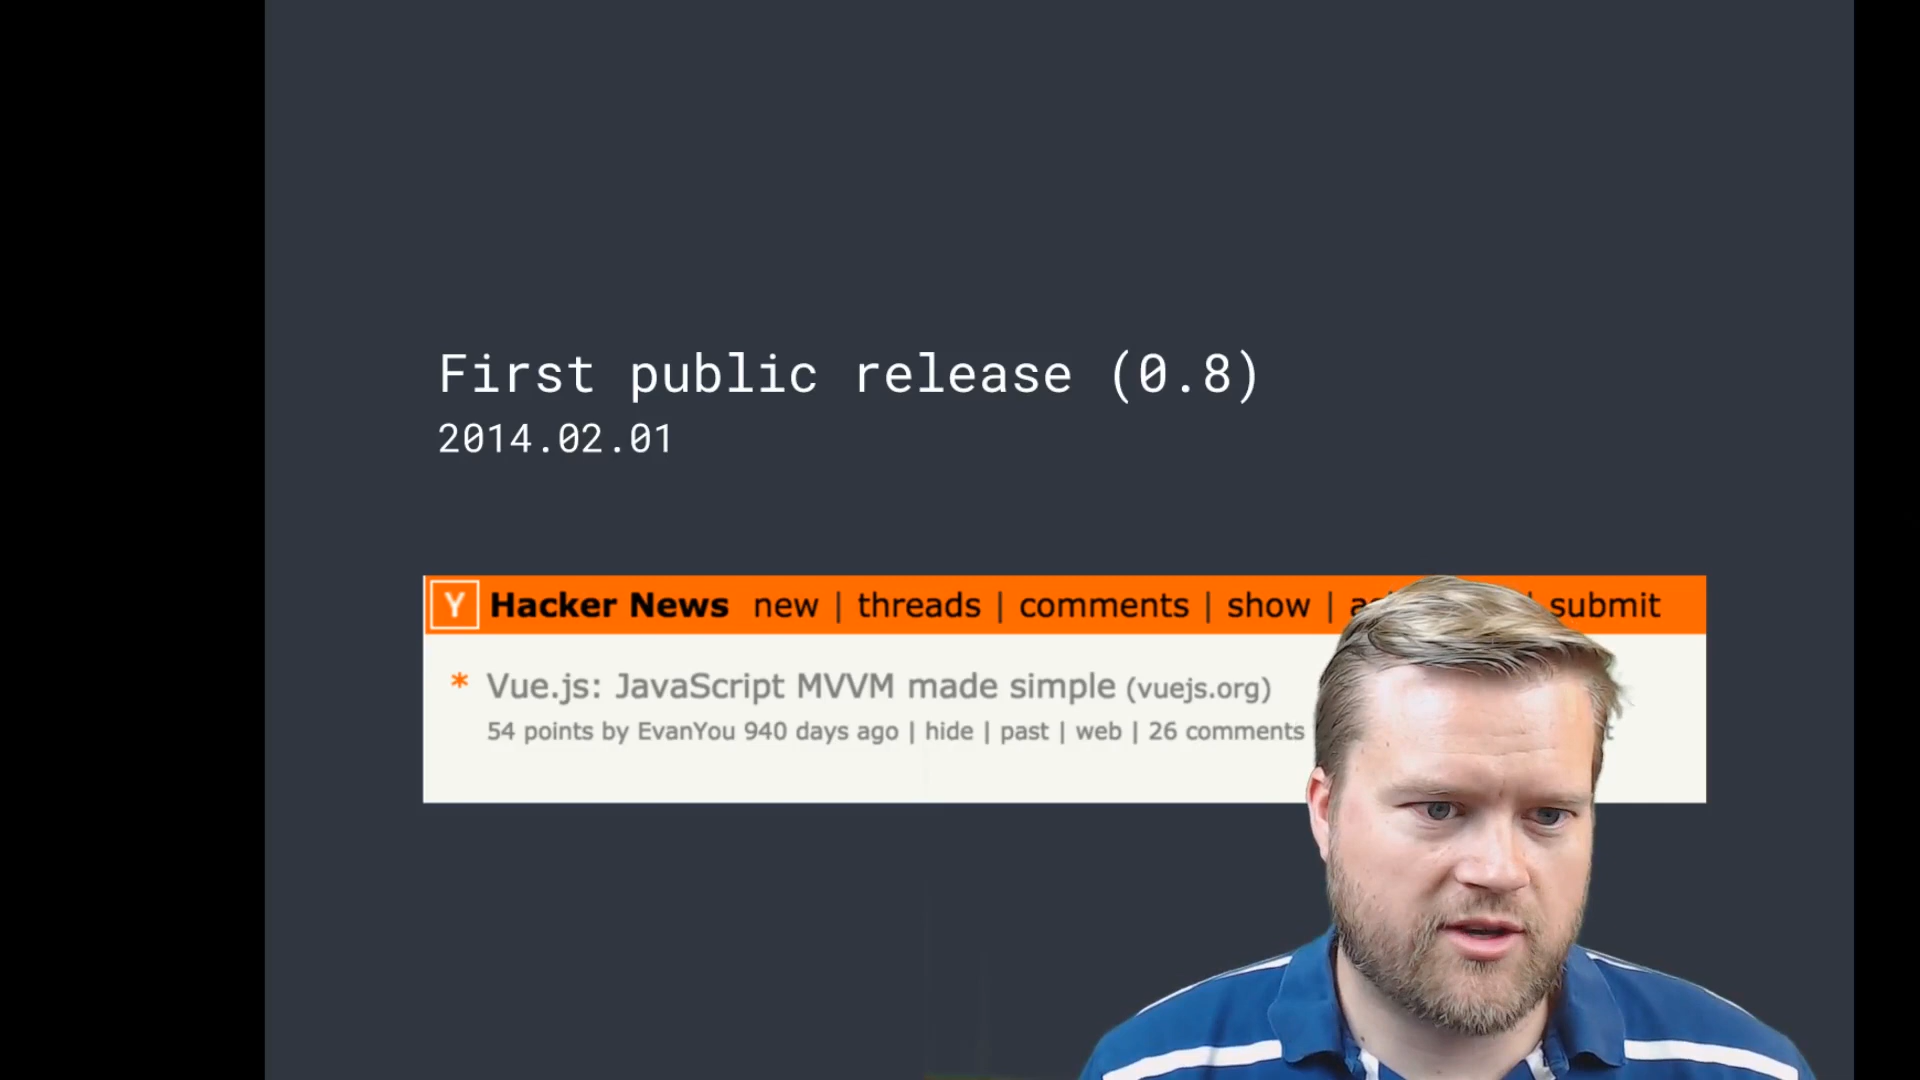 First public release (0.8)
2014.02.01
Y Hacker News new | threads | comments | show | | submit
* Vue.js: JavaScript MVVM made simple (vuejs.org)
54 points by EvanYou 940 days ago | hide | past | web | 26 comments